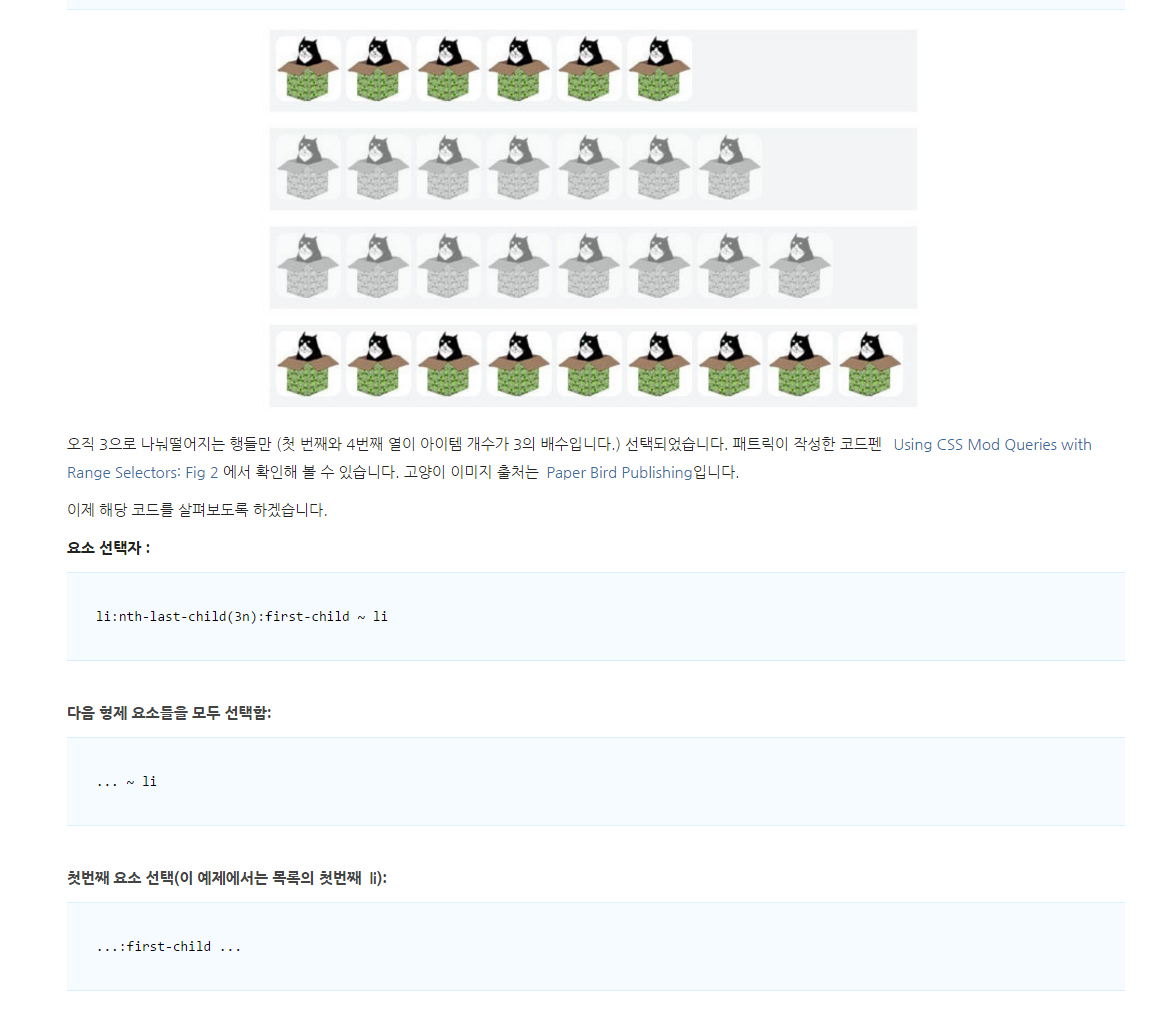 오직 3으로 나눠떨어지는 행들만 (첫 번째와 4번째 열이 아이템 개수가 3의 배수입니다.) 선택되었습니다. 패트릭이 작성한 코드펜 Using CSS Mod Queries with
Range Selectors: Fig 2 에서 확인해 볼 수 있습니다. 고양이 이미지 출처는 Paper Bird Publishing입니다.
이제 해당 코드를 살펴보도록 하겠습니다.
요소 선택자 :
li:nth-last-child(3n):first-child ~ li
다음 형제 요소들을 모두 선택함:
... ~ li
첫번째 요소 선택(이 예제에서는 목록의 첫번째 li):
...:first-child ...